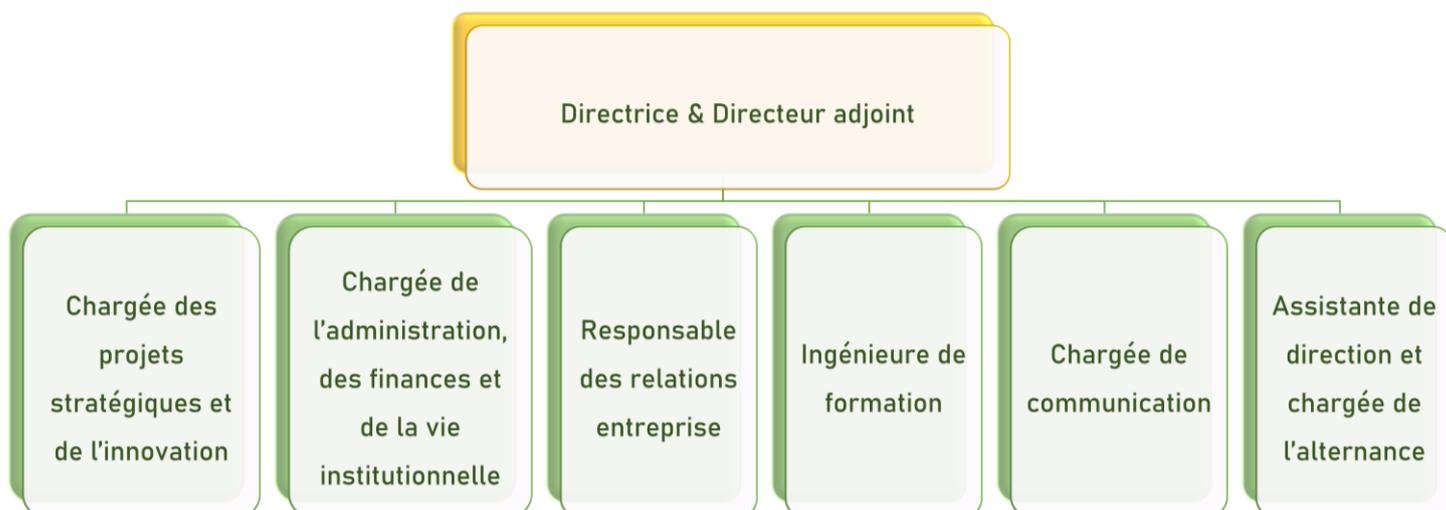 Directrice & Directeur adjoint
Chargée des
projets
stratégiques et
de l'innovation
Chargée de
l'administration,
des finances et
de la vie
institutionnelle
Responsable
des relations
entreprise
Ingénieure de
formation
Chargée de
communication
Assistante de
direction et
chargée de
l'alternance